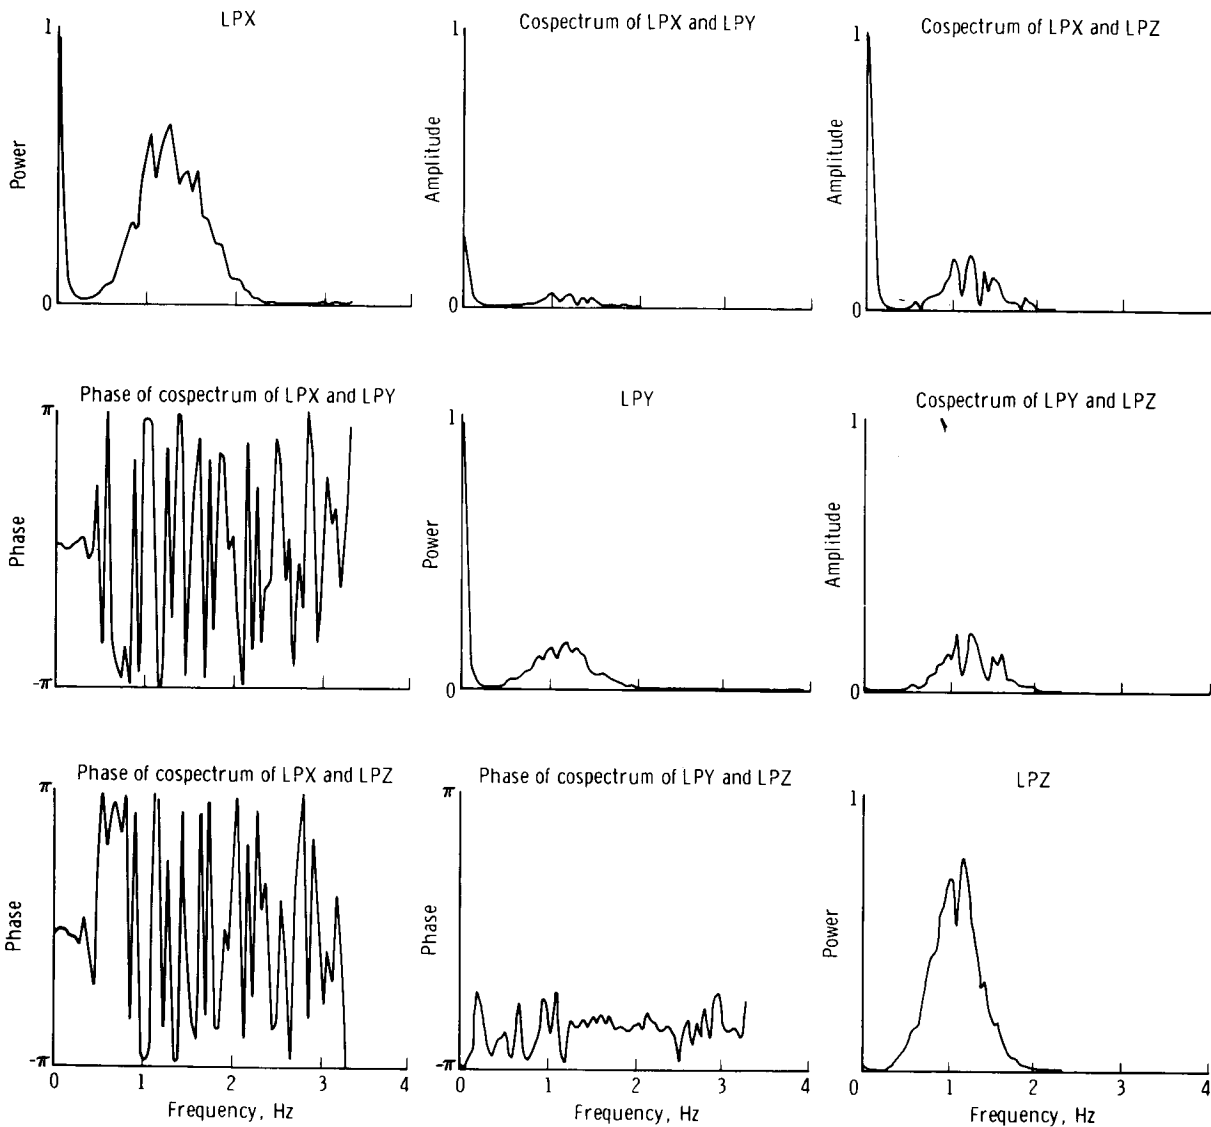 LPX
1
Power
0
Cospectrum of LPX and LPY
1
Amplitude
0
Cospectrum of LPX and LPZ
1
Amplitude
0
Phase of cospectrum of LPX and LPY
π
Phase
-π
LPY
1
Power
0
Cospectrum of LPY and LPZ
1
Amplitude
0
Phase of cospectrum of LPX and LPZ
π
Phase
-π
0 1 2 3 4
Frequency, Hz
Phase of cospectrum of LPY and LPZ
π
Phase
-π
0 1 2 3 4
Frequency, Hz
LPZ
1
Power
0
0 1 2 3 4
Frequency, Hz